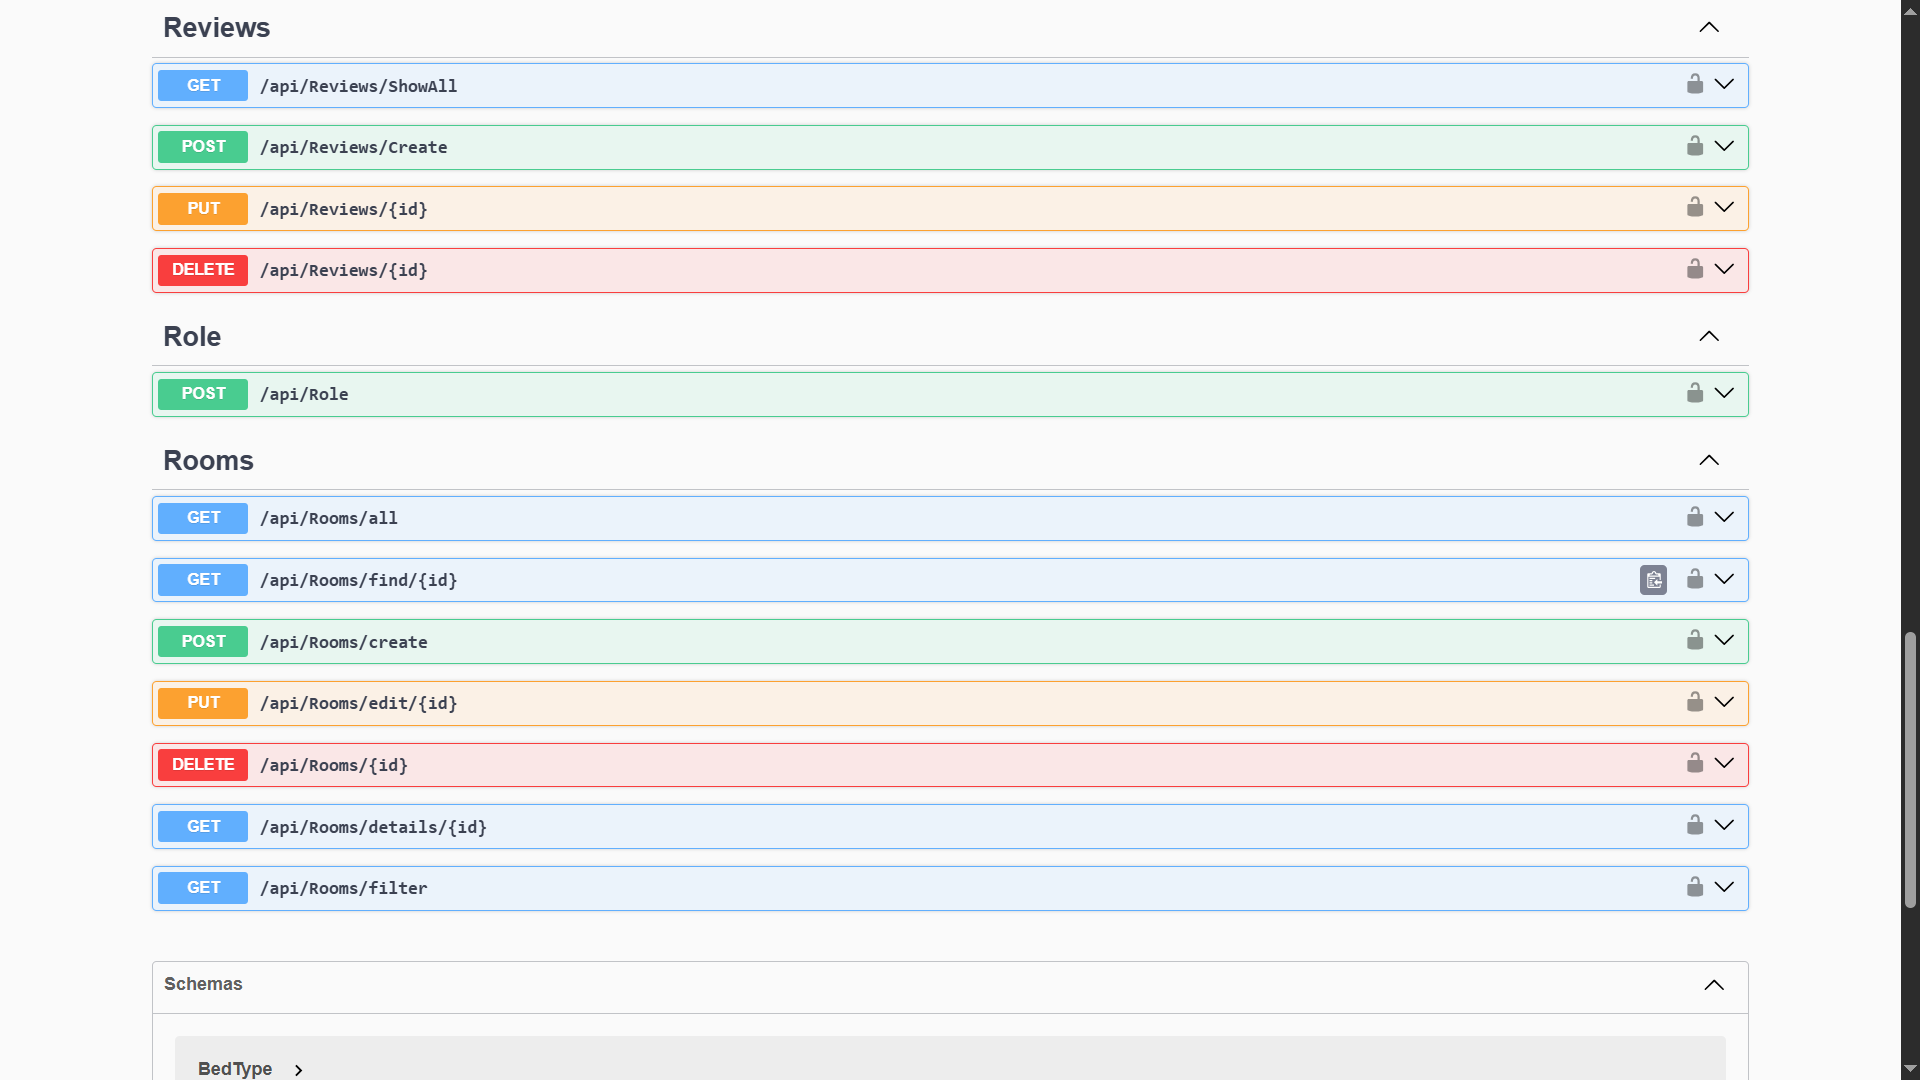 Reviews
GET /api/Reviews/ShowAll
POST /api/Reviews/Create
PUT /api/Reviews/{id}
DELETE /api/Reviews/{id}
Role
POST /api/Role
Rooms
GET /api/Rooms/all
GET /api/Rooms/find/{id}
POST /api/Rooms/create
PUT /api/Rooms/edit/{id}
DELETE /api/Rooms/{id}
GET /api/Rooms/details/{id}
GET /api/Rooms/filter
Schemas
BedType